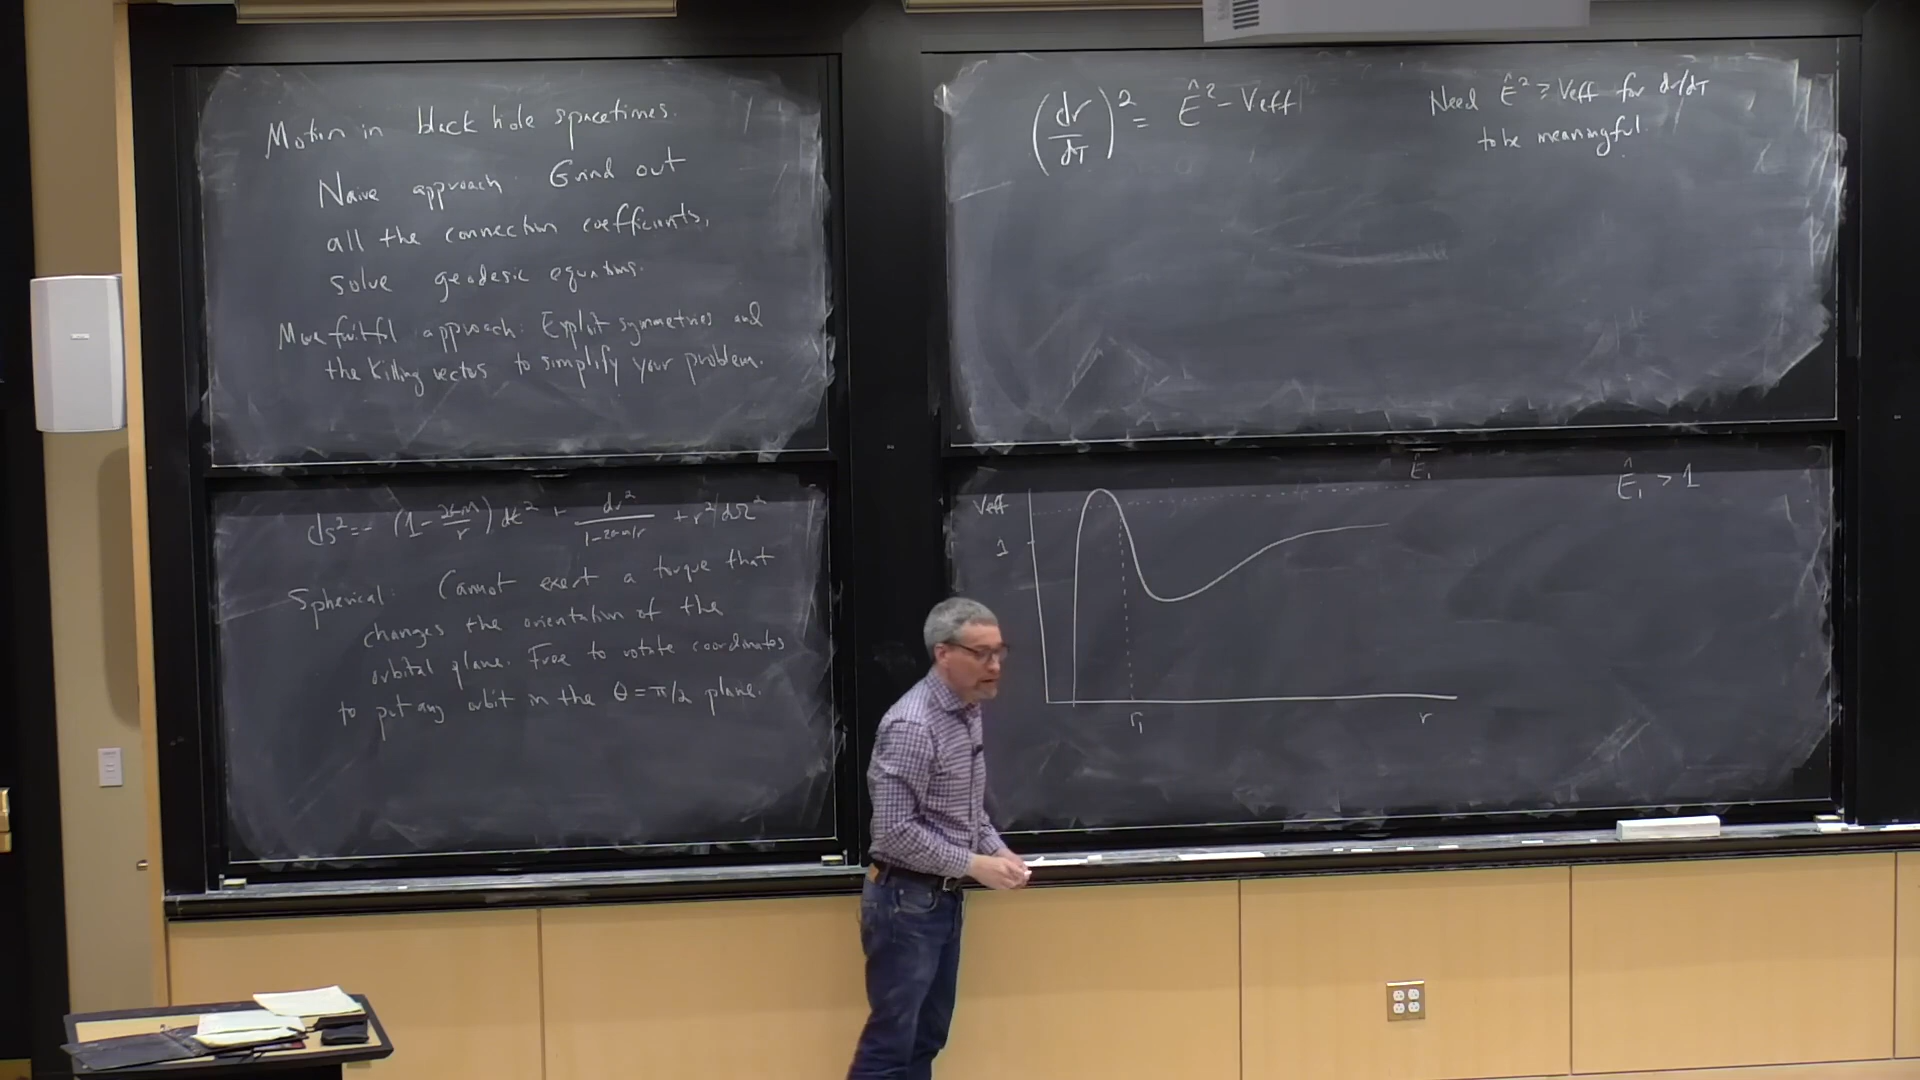 Motion in black hole spacetimes.
Naive approach: Grind out
all the connection coefficients,
solve geodesic equations.
More fruitful approach: Exploit symmetries and
the Killing vectors to simplify your problem.
ds² = - (1 - 2GM/r) dt² + dr²/(1-2GM/r) + r² dΩ²
Spherical: Cannot exert a torque that
changes the orientation of the
orbital plane. Free to rotate coordinates
to put any orbit in the θ = π/2 plane.
(dr/dτ)² = Ê² - Veff
Need Ê² ≥ Veff for dr/dτ
to be meaningful.
Ê₁
Ê₁ > 1
Veff
1
r₁
r